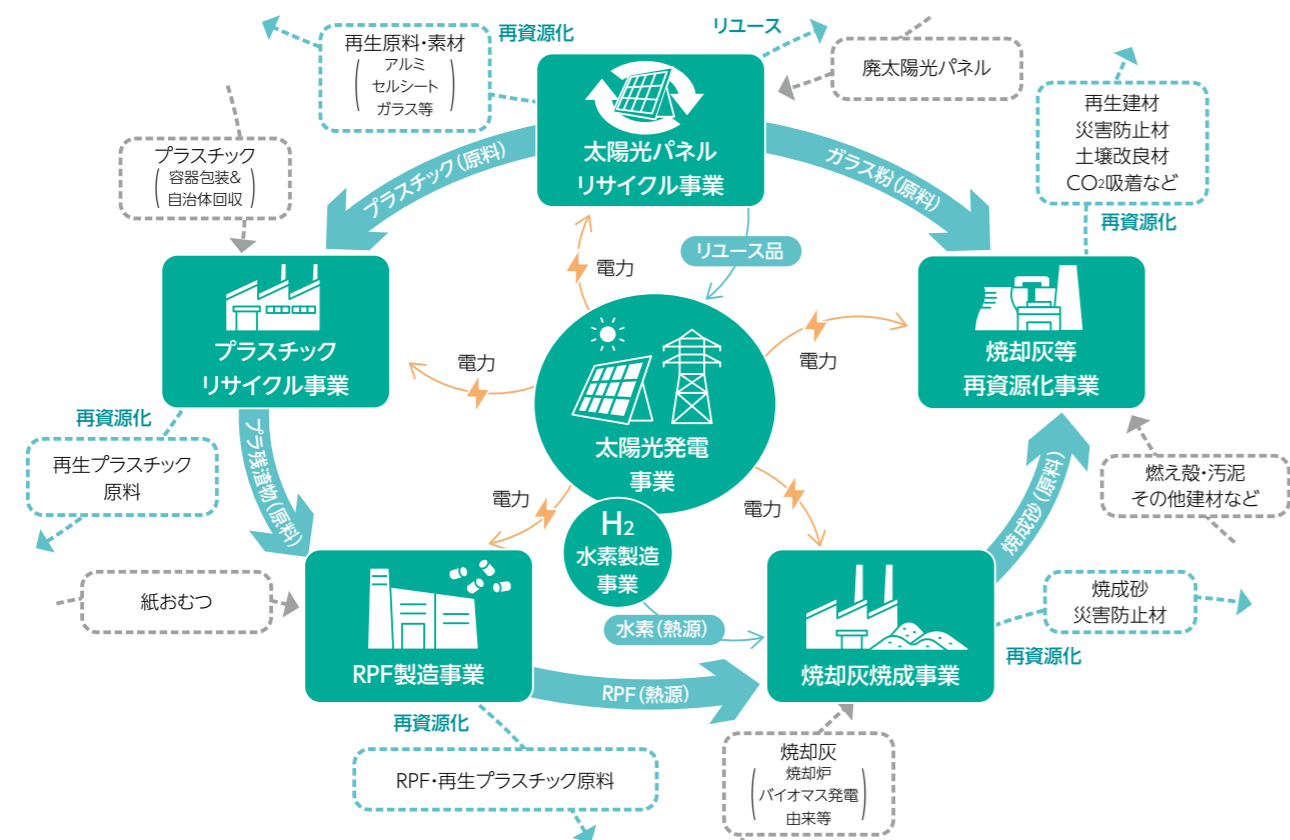 再資源化
再生原料・素材
アルミ
セルシート
ガラス等
リユース
廃太陽光パネル
再生建材
災害防止材
土壌改良材
CO2吸着など
再資源化
太陽光パネル
リサイクル事業
プラスチック(原料)
ガラス粉(原料)
プラスチック
容器包装&
自治体回収
リユース品
電力
プラスチック
リサイクル事業
電力
電力
焼却灰等
再資源化事業
太陽光発電
事業
再資源化
再生プラスチック
原料
プラ残渣物(原料)
電力
電力
焼成砂(原料)
燃え殻・汚泥
その他建材など
H2
水素製造
事業
水素(熱源)
紙おむつ
RPF製造事業
RPF(熱源)
焼却灰焼成事業
焼成砂
災害防止材
再資源化
再資源化
RPF・再生プラスチック原料
焼却灰
焼却炉
バイオマス発電
由来等